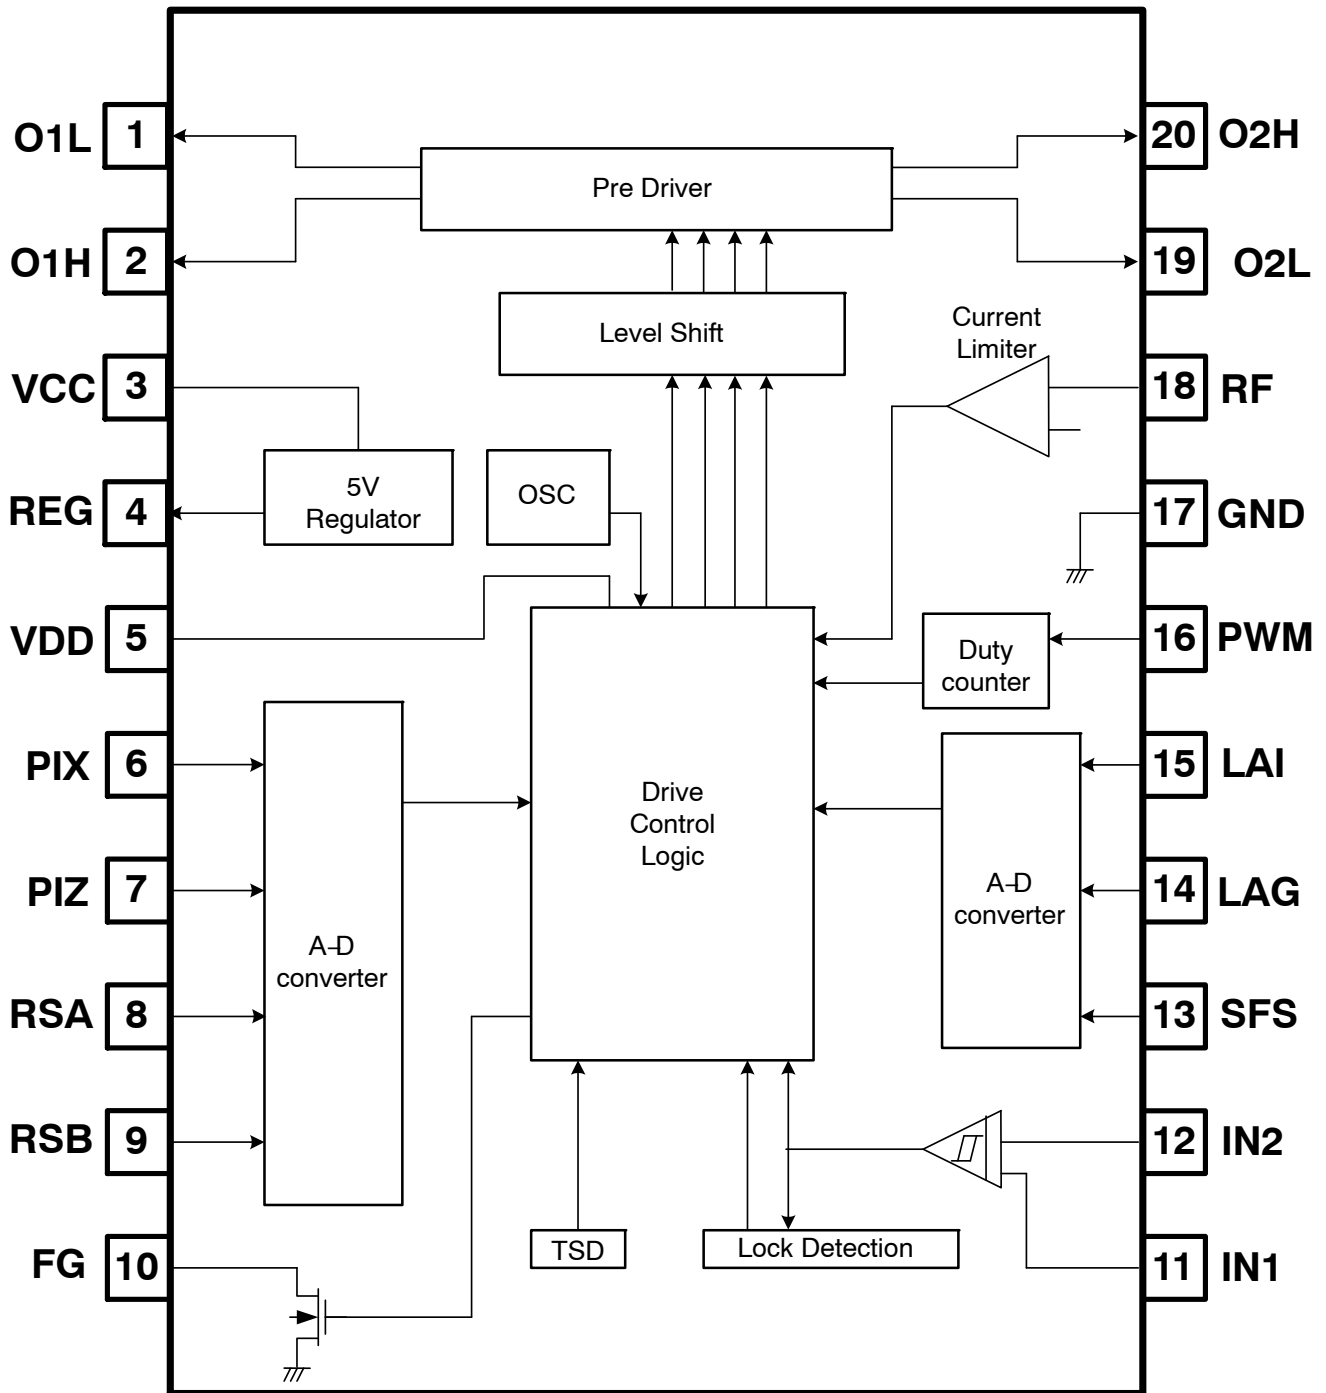 O1L 1
O1H 2
VCC 3
REG 4
VDD 5
PIX 6
PIZ 7
RSA 8
RSB 9
FG 10
Pre Driver
Level Shift
Current
Limiter
5V
Regulator
OSC
Duty
counter
Drive
Control
Logic
A-D
converter
A-D
converter
TSD
Lock Detection
20 O2H
19 O2L
18 RF
17 GND
16 PWM
15 LAI
14 LAG
13 SFS
12 IN2
11 IN1